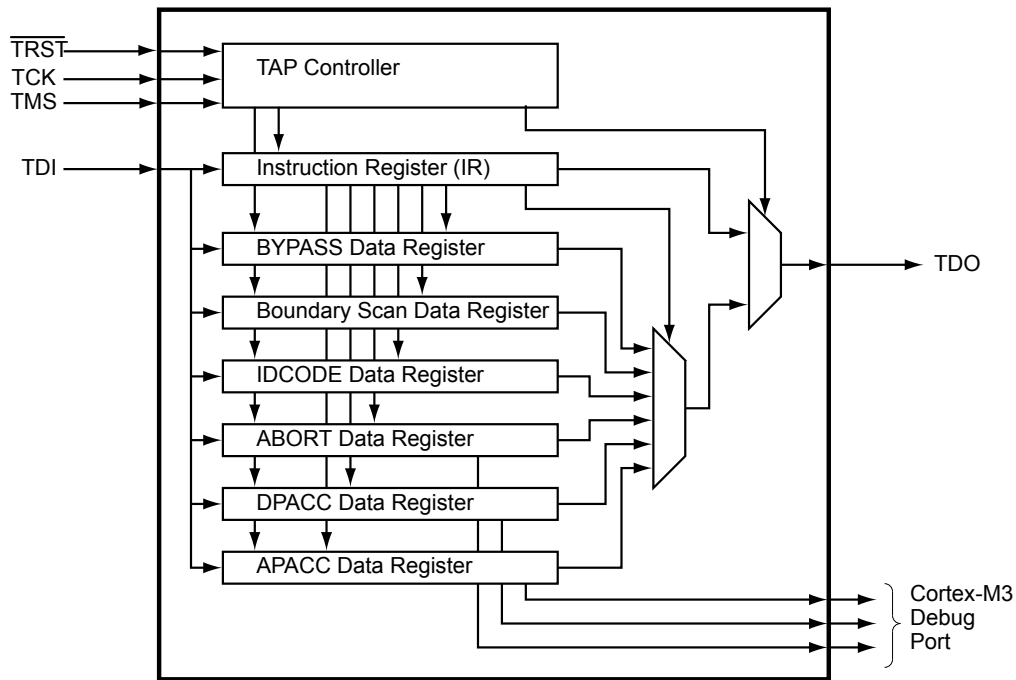 TRST
TCK
TMS
TDI
TAP Controller
Instruction Register (IR)
BYPASS Data Register
Boundary Scan Data Register
IDCODE Data Register
ABORT Data Register
DPACC Data Register
APACC Data Register
TDO
Cortex-M3
Debug
Port